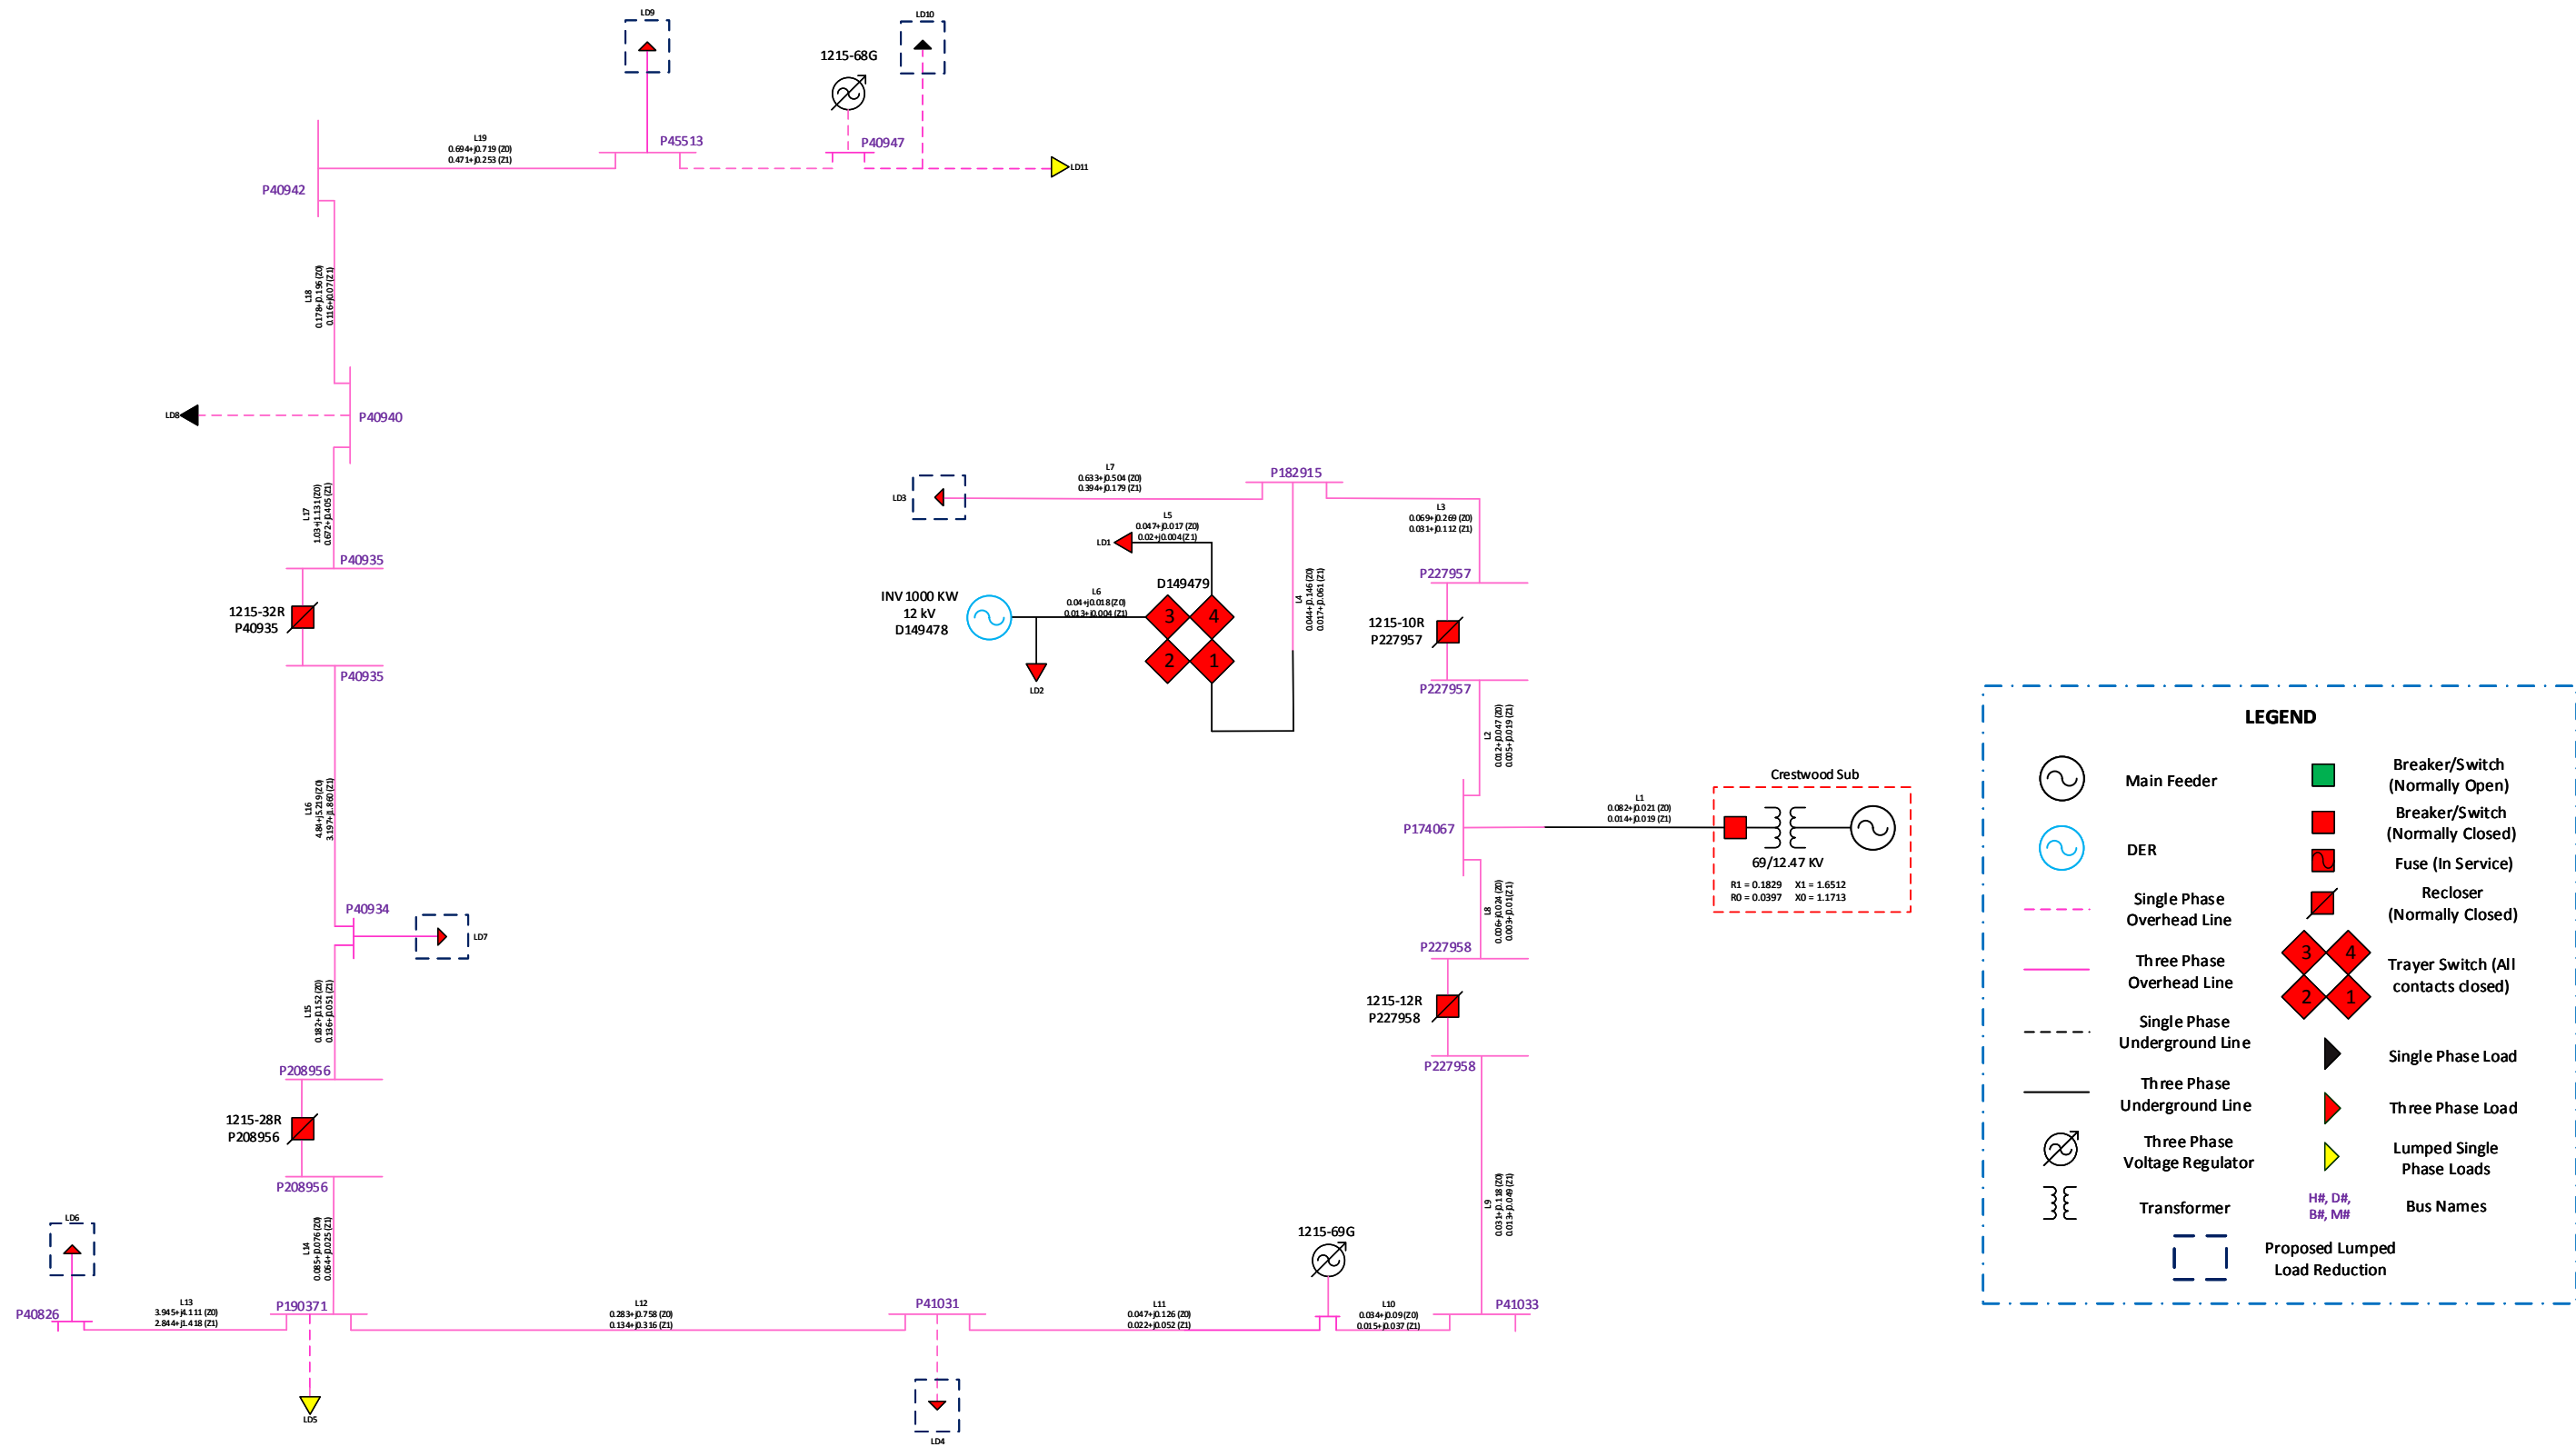 LD9
LD10
1215-68G
L19
0.694+j0.719 (Z0)
0.471+j0.253 (Z1)
P45513
P40947
LD11
P40942
L18
0.178+j0.196 (Z0)
0.116+j0.07 (Z1)
LD8
P40940
L17
1.03+j1.131 (Z0)
0.672+j0.405 (Z1)
P40935
1215-32R
P40935
P40935
L16
4.84+j5.219 (Z0)
3.197+j1.860 (Z1)
P40934
LD7
L15
0.182+j0.152 (Z0)
0.136+j0.051 (Z1)
P208956
1215-28R
P208956
P208956
L14
0.085+j0.076 (Z0)
0.064+j0.025 (Z1)
LD6
P40826
L13
3.945+j4.111 (Z0)
2.844+j1.418 (Z1)
P190371
LD5
L12
0.283+j0.758 (Z0)
0.134+j0.316 (Z1)
P41031
LD4
L11
0.047+j0.126 (Z0)
0.022+j0.052 (Z1)
1215-69G
L10
0.034+j0.09 (Z0)
0.015+j0.037 (Z1)
P41033
L9
0.031+j0.118 (Z0)
0.013+j0.049 (Z1)
P227958
1215-12R
P227958
P227958
L8
0.006+j0.024 (Z0)
0.003+j0.01 (Z1)
P174067
L1
0.082+j0.021 (Z0)
0.014+j0.019 (Z1)
Crestwood Sub
69/12.47 KV
R1 = 0.1829 X1 = 1.6512
R0 = 0.0397 X0 = 1.1713
L2
0.012+j0.047 (Z0)
0.005+j0.019 (Z1)
P227957
1215-10R
P227957
P227957
L3
0.069+j0.269 (Z0)
0.031+j0.112 (Z1)
P182915
L7
0.633+j0.504 (Z0)
0.394+j0.179 (Z1)
LD3
L5
0.047+j0.017 (Z0)
0.02+j0.004 (Z1)
LD1
L4
0.044+j0.146 (Z0)
0.017+j0.061 (Z1)
D149479
3 4
2 1
L6
0.04+j0.018 (Z0)
0.013+j0.004 (Z1)
INV 1000 KW
12 kV
D149478
LD2
LEGEND
Main Feeder
DER
Single Phase
Overhead Line
Three Phase
Overhead Line
Single Phase
Underground Line
Three Phase
Underground Line
Three Phase
Voltage Regulator
Transformer
Breaker/Switch
(Normally Open)
Breaker/Switch
(Normally Closed)
Fuse (In Service)
Recloser
(Normally Closed)
3 4
2 1
Trayer Switch (All
contacts closed)
Single Phase Load
Three Phase Load
Lumped Single
Phase Loads
H#, D#,
B#, M#
Bus Names
Proposed Lumped
Load Reduction